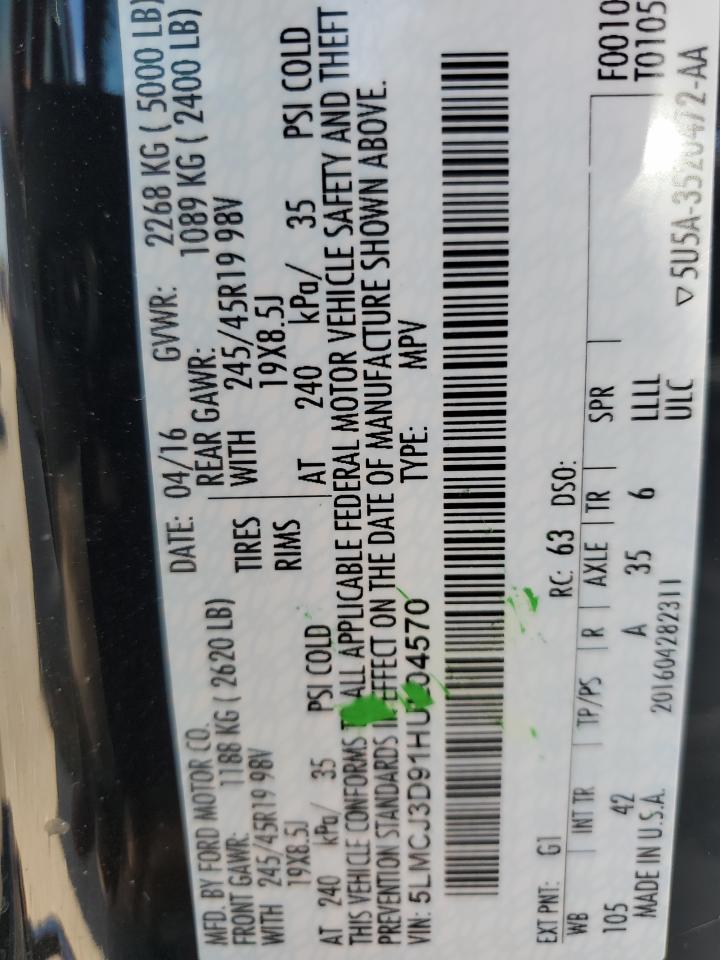 MFD. BY FORD MOTOR CO.
DATE: 04/16 GVWR: 2268 KG ( 5000 LB)
FRONT GAWR: 1188 KG ( 2620 LB)
REAR GAWR: 1089 KG ( 2400 LB)
WITH 245/45R19 98V
TIRES
WITH 245/45R19 98V
19X8.5J
RIMS
19X8.5J
AT 240 kPa/ 35 PSI COLD
AT 240 kPa/ 35 PSI COLD
THIS VEHICLE CONFORMS ALL APPLICABLE FEDERAL MOTOR VEHICLE SAFETY AND THEFT
PREVENTION STANDARDS EFFECT ON THE DATE OF MANUFACTURE SHOWN ABOVE.
VIN: TYPE: MPV
EXT PNT: G1 RC: 63 DSO:
WB INT TR TP/PS R AXLE TR SPR
105 42 A 35 6 LLLL
F0010
T0105
MADE IN U.S.A. 20160428231I ULC